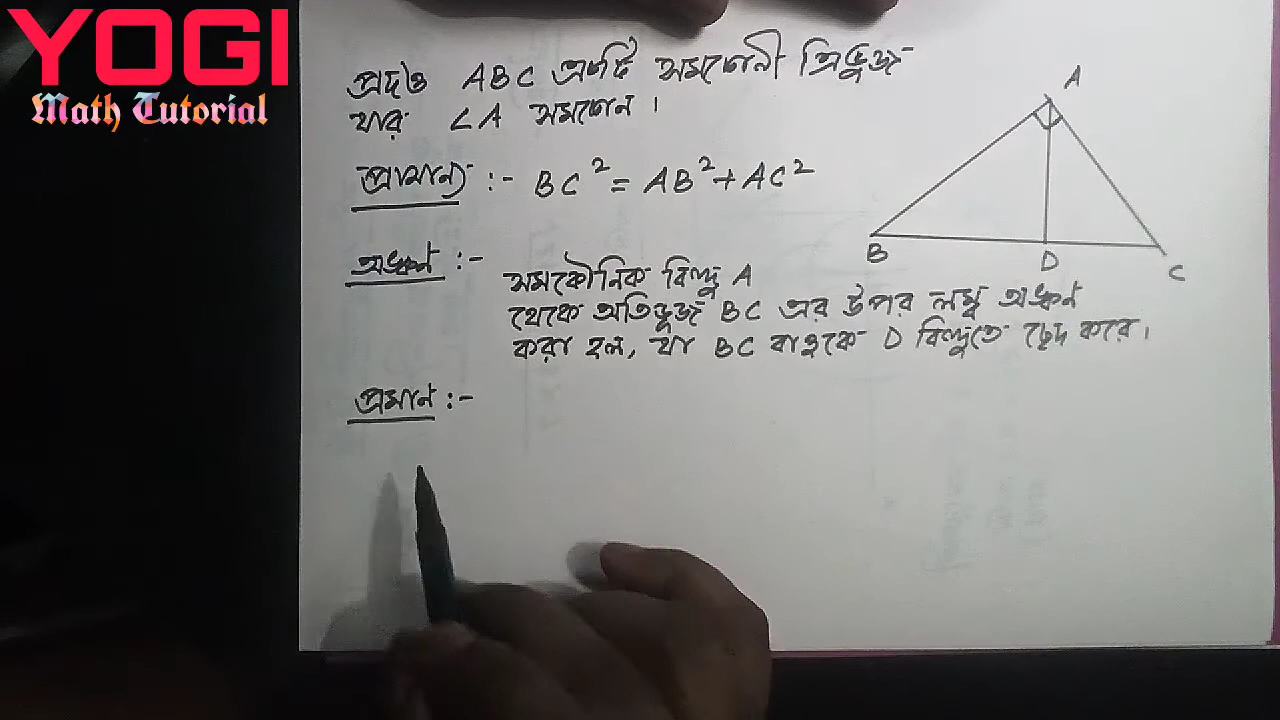 YOGI
Math Tutorial
প্রদত্ত ABC একটি সমকোনী ত্রিভুজ
যার ∠A সমকোন ।
প্রামান্য :- BC² = AB² + AC²
অঙ্কন :- সমকৌনিক বিন্দু A
থেকে অতিভুজ BC এর উপর লম্ব অঙ্কন
করা হল, যা BC বাহুকে D বিন্দুতে ছেদ করে।
প্রমান :-
A
B
D
C